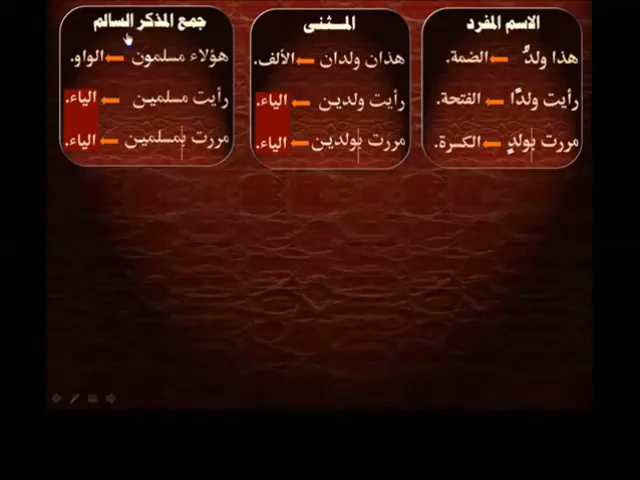 الاسم المفرد
هذا ولدٌ ← الضمة.
رأيت ولدًا ← الفتحة.
مررت بولدٍ ← الكسرة.
المـثنى
هذان ولدان ← الألف.
رأيت ولدين ← الياء.
مررت بولدين ← الياء.
جمع المذكر السالم
هؤلاء مسلمون ← الواو.
رأيت مسلمين ← الياء.
مررت بمسلمين ← الياء.